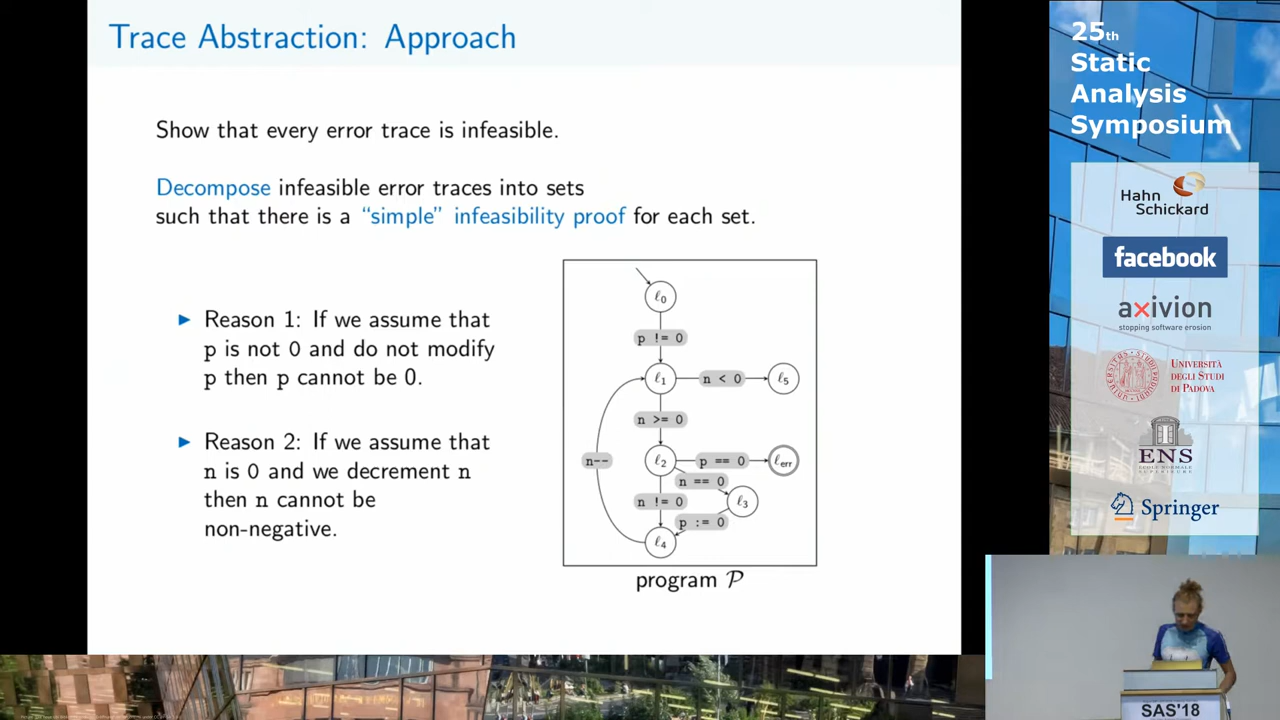 Trace Abstraction: Approach
Show that every error trace is infeasible.
Decompose infeasible error traces into sets
such that there is a “simple” infeasibility proof for each set.
▶ Reason 1: If we assume that
p is not 0 and do not modify
p then p cannot be 0.
▶ Reason 2: If we assume that
n is 0 and we decrement n
then n cannot be
non-negative.
ℓ0
p != 0
ℓ1
n < 0
ℓ5
n >= 0
n--
ℓ2
p == 0
ℓerr
n == 0
n != 0
ℓ3
p := 0
ℓ4
program 𝒫
25th
Static
Analysis
Symposium
Hahn
Schickard
facebook
axivion
stopping software erosion
UNIVERSITÀ
DEGLI STUDI
DI PADOVA
ENS
ÉCOLE NORMALE
SUPÉRIEURE
Springer
SAS'18